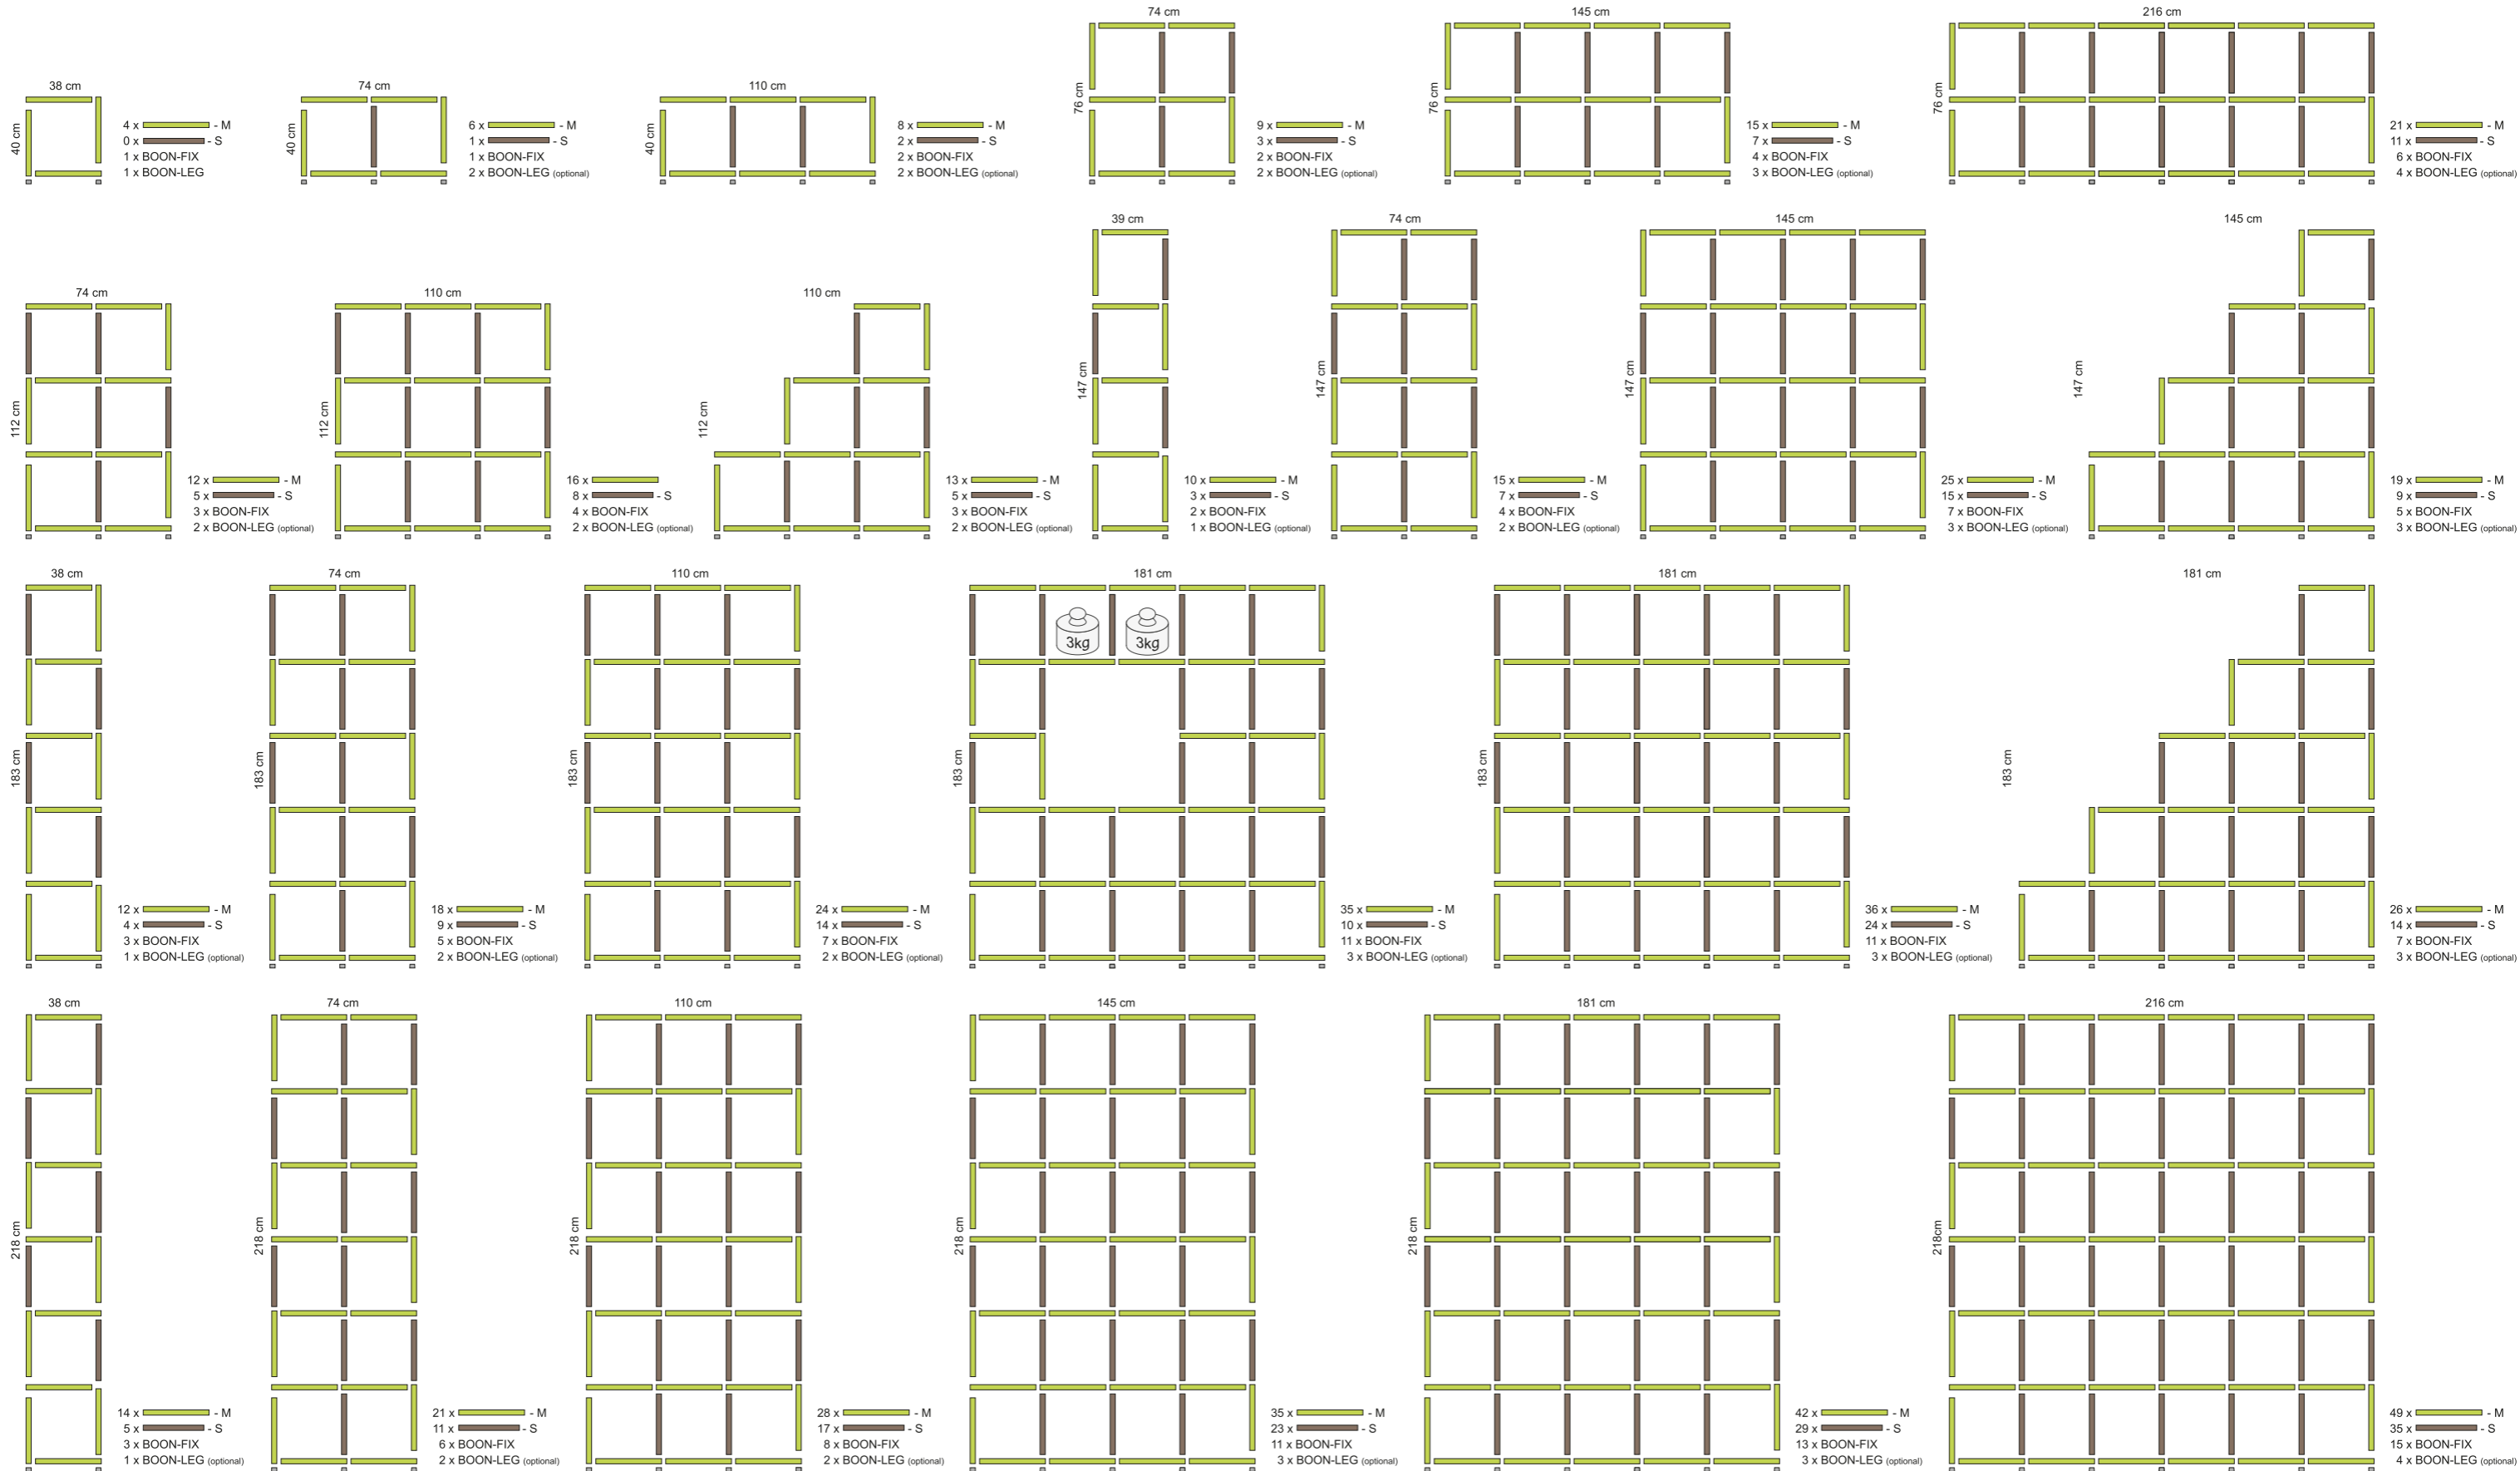 38 cm
40 cm
4 x - M
0 x - S
1 x BOON-FIX
1 x BOON-LEG
74 cm
40 cm
6 x - M
1 x - S
1 x BOON-FIX
2 x BOON-LEG (optional)
110 cm
40 cm
8 x - M
2 x - S
2 x BOON-FIX
2 x BOON-LEG (optional)
74 cm
76 cm
9 x - M
3 x - S
2 x BOON-FIX
2 x BOON-LEG (optional)
145 cm
76 cm
15 x - M
7 x - S
4 x BOON-FIX
3 x BOON-LEG (optional)
216 cm
76 cm
21 x - M
11 x - S
6 x BOON-FIX
4 x BOON-LEG (optional)
74 cm
112 cm
12 x - M
5 x - S
3 x BOON-FIX
2 x BOON-LEG (optional)
110 cm
112 cm
16 x
8 x - S
4 x BOON-FIX
2 x BOON-LEG (optional)
110 cm
112 cm
13 x - M
5 x - S
3 x BOON-FIX
2 x BOON-LEG (optional)
39 cm
147 cm
10 x - M
3 x - S
2 x BOON-FIX
1 x BOON-LEG (optional)
74 cm
147 cm
15 x - M
7 x - S
4 x BOON-FIX
2 x BOON-LEG (optional)
145 cm
147 cm
25 x - M
15 x - S
7 x BOON-FIX
3 x BOON-LEG (optional)
145 cm
147 cm
19 x - M
9 x - S
5 x BOON-FIX
3 x BOON-LEG (optional)
38 cm
183 cm
12 x - M
4 x - S
3 x BOON-FIX
1 x BOON-LEG (optional)
74 cm
183 cm
18 x - M
9 x - S
5 x BOON-FIX
2 x BOON-LEG (optional)
110 cm
183 cm
24 x - M
14 x - S
7 x BOON-FIX
2 x BOON-LEG (optional)
181 cm
3kg
3kg
183 cm
35 x - M
10 x - S
11 x BOON-FIX
3 x BOON-LEG (optional)
181 cm
183 cm
36 x - M
24 x - S
11 x BOON-FIX
3 x BOON-LEG (optional)
181 cm
183 cm
26 x - M
14 x - S
7 x BOON-FIX
3 x BOON-LEG (optional)
38 cm
218 cm
14 x - M
5 x - S
3 x BOON-FIX
1 x BOON-LEG (optional)
74 cm
218 cm
21 x - M
11 x - S
6 x BOON-FIX
2 x BOON-LEG (optional)
110 cm
218 cm
28 x - M
17 x - S
8 x BOON-FIX
2 x BOON-LEG (optional)
145 cm
218 cm
35 x - M
23 x - S
11 x BOON-FIX
3 x BOON-LEG (optional)
181 cm
218 cm
42 x - M
29 x - S
13 x BOON-FIX
3 x BOON-LEG (optional)
216 cm
218cm
49 x - M
35 x - S
15 x BOON-FIX
4 x BOON-LEG (optional)